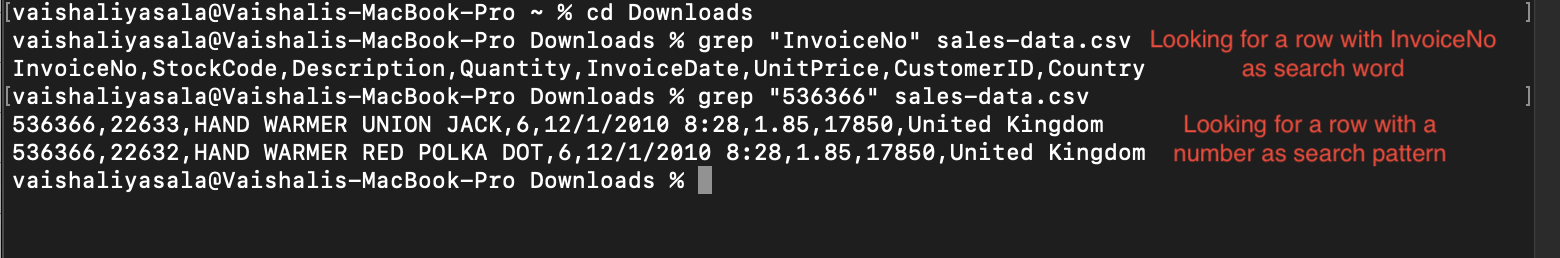 [vaishaliyasala@Vaishalis-MacBook-Pro ~ % cd Downloads ]
vaishaliyasala@Vaishalis-MacBook-Pro Downloads % grep "InvoiceNo" sales-data.csv
Looking for a row with InvoiceNo
as search word
InvoiceNo,StockCode,Description,Quantity,InvoiceDate,UnitPrice,CustomerID,Country
[vaishaliyasala@Vaishalis-MacBook-Pro Downloads % grep "536366" sales-data.csv ]
536366,22633,HAND WARMER UNION JACK,6,12/1/2010 8:28,1.85,17850,United Kingdom
536366,22632,HAND WARMER RED POLKA DOT,6,12/1/2010 8:28,1.85,17850,United Kingdom
Looking for a row with a
number as search pattern
vaishaliyasala@Vaishalis-MacBook-Pro Downloads %